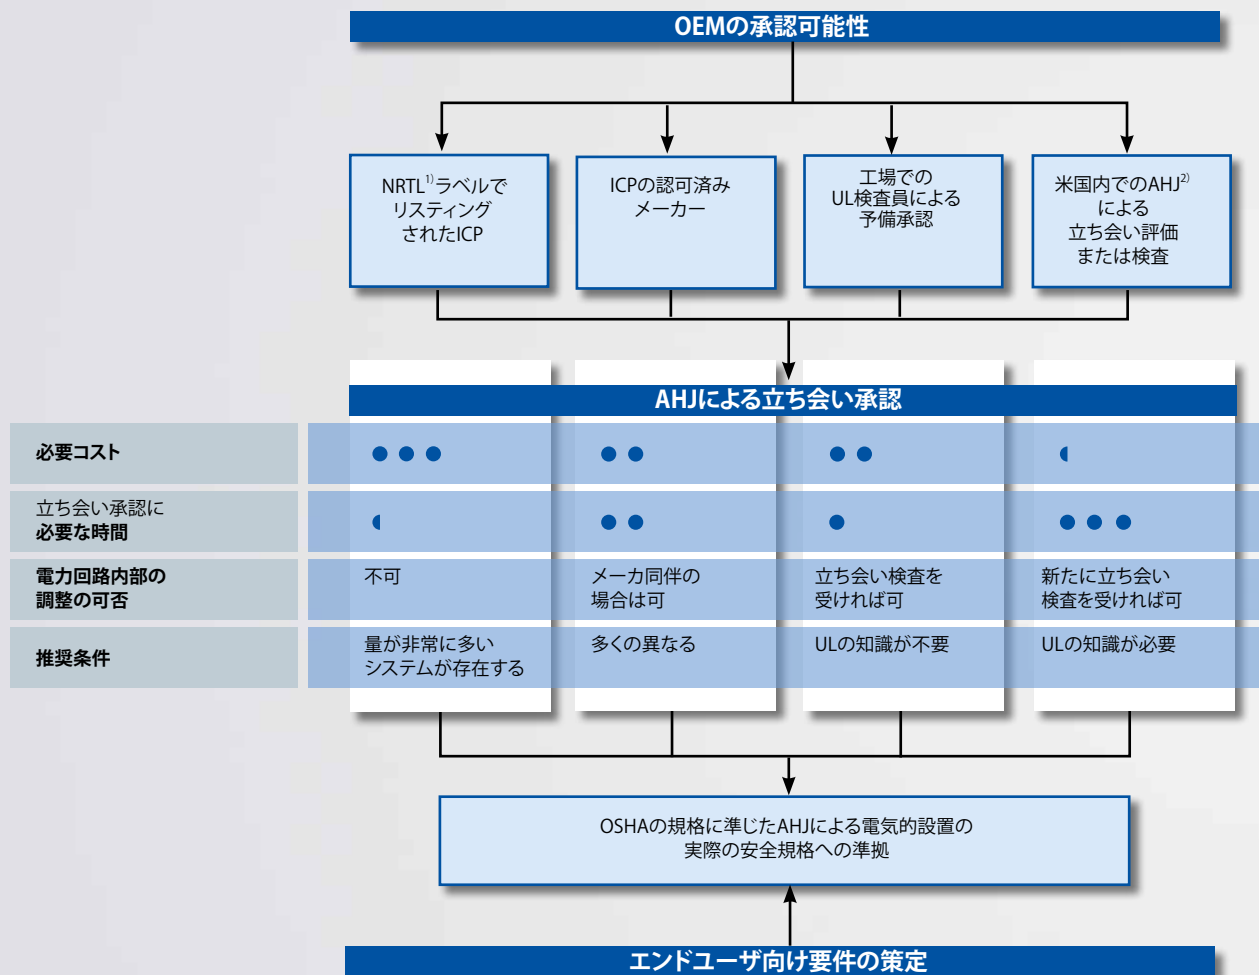 OEMの承認可能性
NRTL1)ラベルで
リスティング
されたICP
ICPの認可済み
メーカー
工場での
UL検査員による
予備承認
米国内でのAHJ2)
による
立ち会い評価
または検査
AHJによる立ち会い承認
必要コスト
立ち会い承認に
必要な時間
電力回路内部の
調整の可否
不可
メーカ同伴の
場合は可
立ち会い検査を
受ければ可
新たに立ち会い
検査を受ければ可
推奨条件
量が非常に多い
システムが存在する
多くの異なる
ULの知識が不要
ULの知識が必要
OSHAの規格に準じたAHJによる電気的設置の
実際の安全規格への準拠
エンドユーザ向け要件の策定